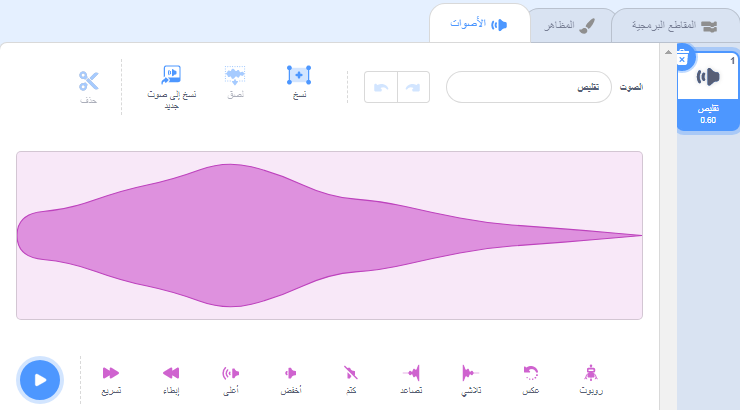 المقاطع البرمجية
المظاهر
الأصوات
1
تقليص
0.60
الصوت
تقليص
نسخ
لصق
نسخ إلى صوت
جديد
حذف
روبوت
عكس
تلاشي
تصاعد
كتم
أخفض
أعلى
إبطاء
تسريع